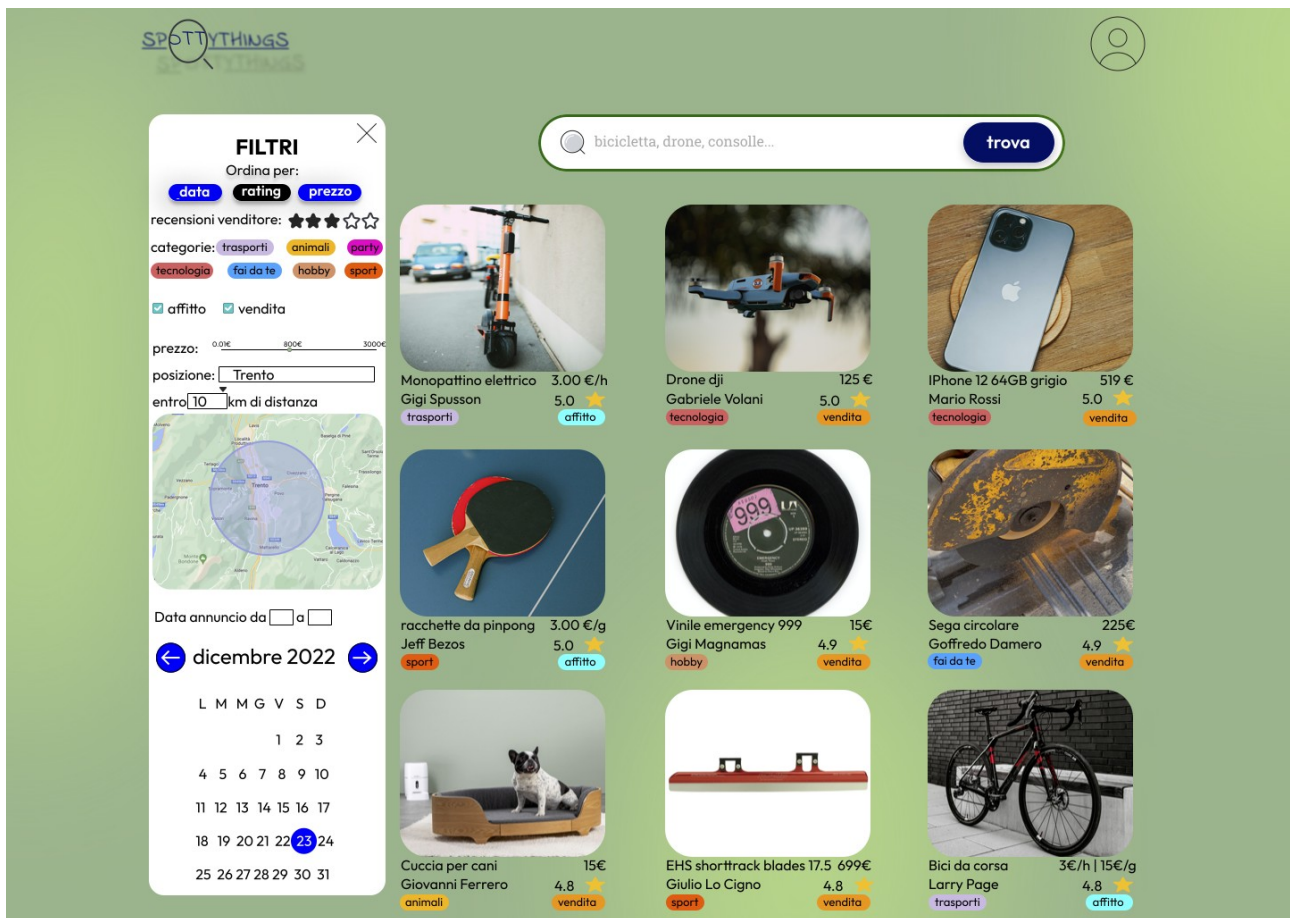 SPOTTYTHINGS
FILTRI
Ordina per:
data rating prezzo
recensioni venditore:
categorie: trasporti animali party
tecnologia fai da te hobby sport
affitto vendita
prezzo: 0.01€ 800€ 3000€
posizione: Trento
entro 10 km di distanza
Trento
Data annuncio da a
dicembre 2022
L M M G V S D
1 2 3
4 5 6 7 8 9 10
11 12 13 14 15 16 17
18 19 20 21 22 23 24
25 26 27 28 29 30 31
bicicletta, drone, consolle... trova
Monopattino elettrico 3.00 €/h
Gigi Spusson 5.0
trasporti affitto
Drone dji 125 €
Gabriele Volani 5.0
tecnologia vendita
IPhone 12 64GB grigio 519 €
Mario Rossi 5.0
tecnologia vendita
racchette da pinpong 3.00 €/g
Jeff Bezos 5.0
sport affitto
999
Vinile emergency 999 15€
Gigi Magnamas 4.9
hobby vendita
Sega circolare 225€
Goffredo Damero 4.9
fai da te vendita
Cuccia per cani 15€
Giovanni Ferrero 4.8
animali vendita
EHS shorttrack blades 17.5 699€
Giulio Lo Cigno 4.8
sport vendita
Bici da corsa 3€/h | 15€/g
Larry Page 4.8
trasporti affitto